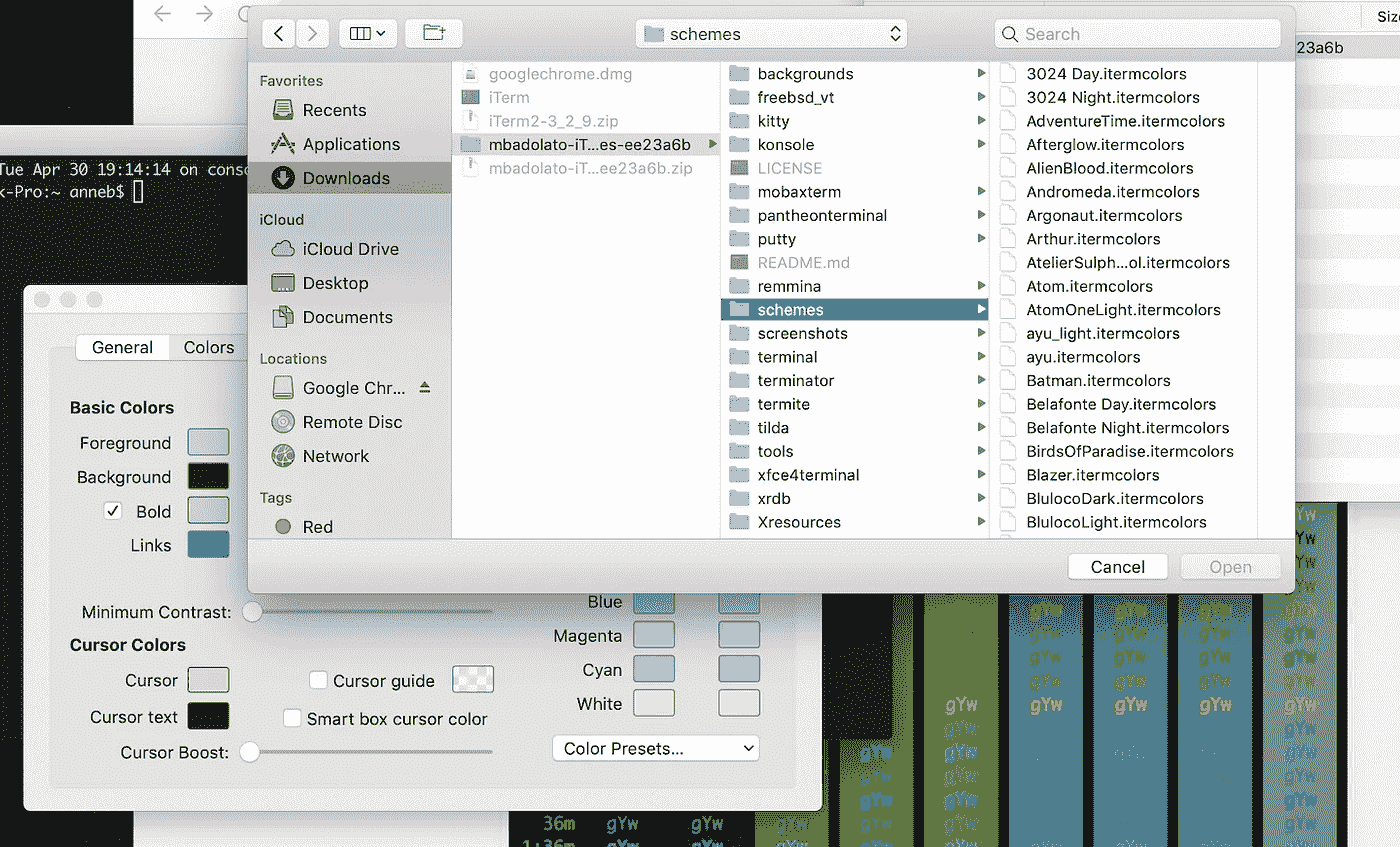 schemes
Search
Siz
23a6b
Tue Apr 30 19:14:14 on conso
k-Pro:~ anneb$
Favorites
Recents
Applications
Downloads
iCloud
iCloud Drive
Desktop
Documents
Locations
Google Chr...
Remote Disc
Network
Tags
Red
googlechrome.dmg
iTerm
iTerm2-3_2_9.zip
mbadolato-iT...es-ee23a6b
mbadolato-iT...ee23a6b.zip
backgrounds
freebsd_vt
kitty
konsole
LICENSE
mobaxterm
pantheonterminal
putty
README.md
remmina
schemes
screenshots
terminal
terminator
termite
tilda
tools
xfce4terminal
xrdb
Xresources
3024 Day.itermcolors
3024 Night.itermcolors
AdventureTime.itermcolors
Afterglow.itermcolors
AlienBlood.itermcolors
Andromeda.itermcolors
Argonaut.itermcolors
Arthur.itermcolors
AtelierSulph...ol.itermcolors
Atom.itermcolors
AtomOneLight.itermcolors
ayu_light.itermcolors
ayu.itermcolors
Batman.itermcolors
Belafonte Day.itermcolors
Belafonte Night.itermcolors
BirdsOfParadise.itermcolors
Blazer.itermcolors
BlulocoDark.itermcolors
BlulocoLight.itermcolors
Cancel
Open
General
Colors
Basic Colors
Foreground
Background
Bold
Links
Minimum Contrast:
Cursor Colors
Cursor
Cursor guide
Cursor text
Smart box cursor color
Cursor Boost:
Blue
Magenta
Cyan
White
Color Presets...
36m gYw gYw